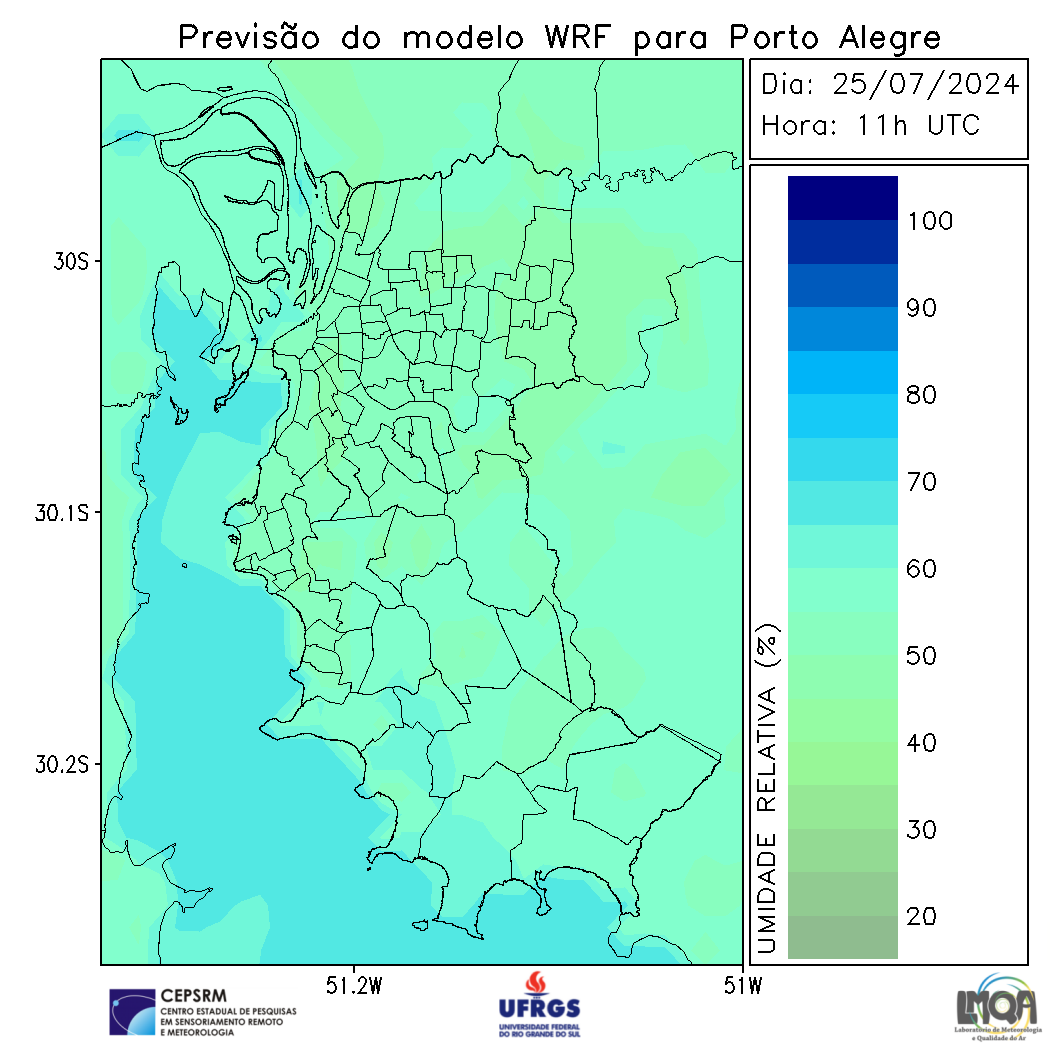 Previsão do modelo WRF para Porto Alegre
Dia: 25/07/2024
Hora: 11h UTC
100
90
80
70
60
50
40
30
20
UMIDADE RELATIVA (%)
30S
30.1S
30.2S
51.2W
51W
CEPSRM
CENTRO ESTADUAL DE PESQUISAS
EM SENSORIAMENTO REMOTO
E METEOROLOGIA
UFRGS
UNIVERSIDADE FEDERAL
DO RIO GRANDE DO SUL
LMQA
Laboratório de Meteorologia
e Qualidade do Ar